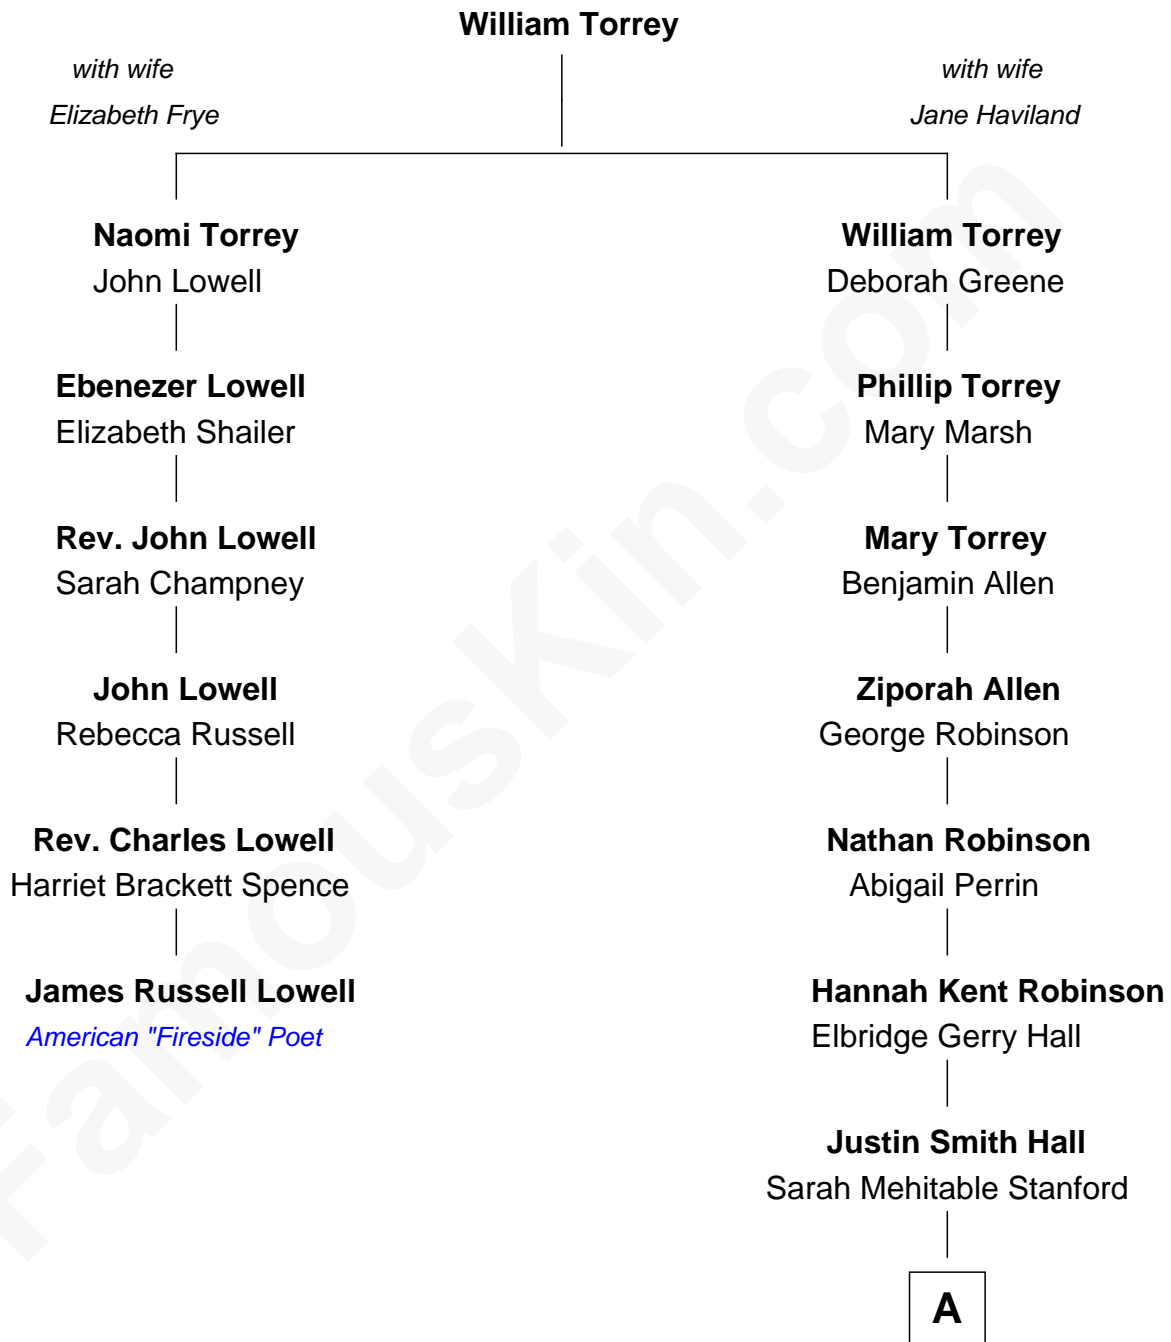 William Torrey
with wife
Elizabeth Frye
with wife
Jane Haviland
Naomi Torrey
John Lowell
Ebenezer Lowell
Elizabeth Shailer
Rev. John Lowell
Sarah Champney
John Lowell
Rebecca Russell
Rev. Charles Lowell
Harriet Brackett Spence
James Russell Lowell
American "Fireside" Poet
William Torrey
Deborah Greene
Phillip Torrey
Mary Marsh
Mary Torrey
Benjamin Allen
Ziporah Allen
George Robinson
Nathan Robinson
Abigail Perrin
Hannah Kent Robinson
Elbridge Gerry Hall
Justin Smith Hall
Sarah Mehitable Stanford
A
FamousKin.com